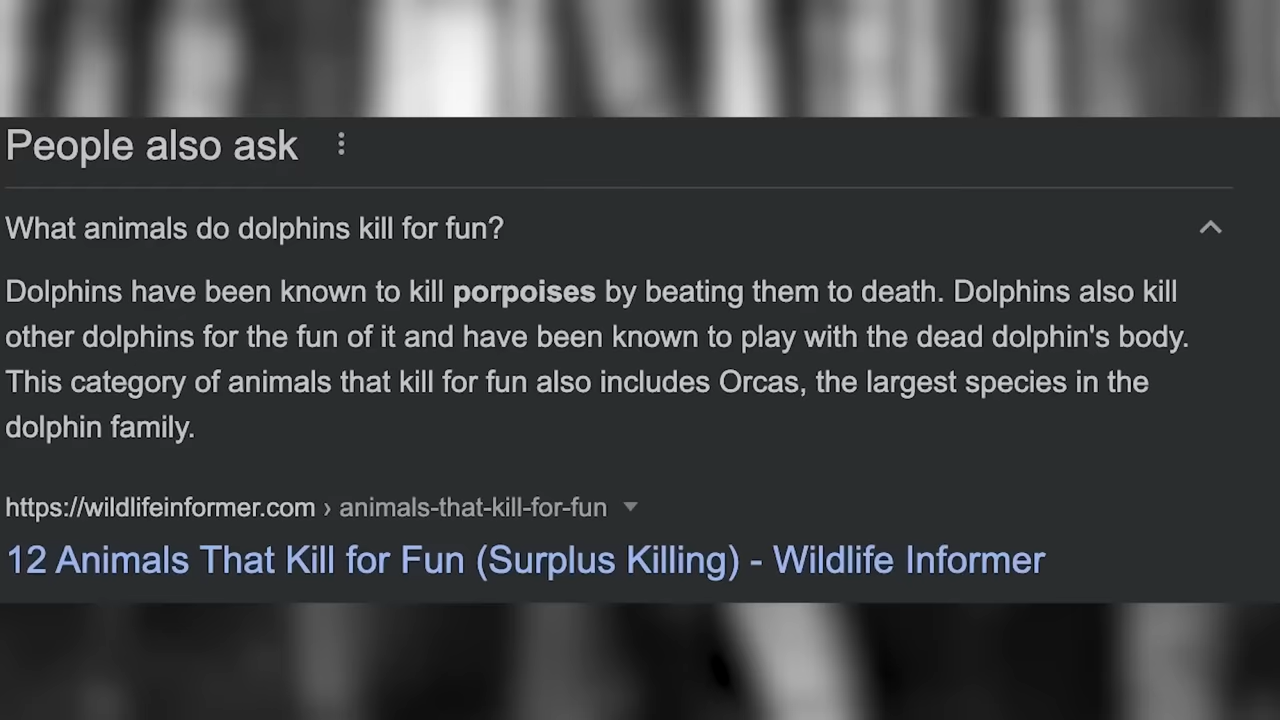 People also ask
What animals do dolphins kill for fun?
Dolphins have been known to kill porpoises by beating them to death. Dolphins also kill
other dolphins for the fun of it and have been known to play with the dead dolphin's body.
This category of animals that kill for fun also includes Orcas, the largest species in the
dolphin family.
https://wildlifeinformer.com › animals-that-kill-for-fun
12 Animals That Kill for Fun (Surplus Killing) - Wildlife Informer